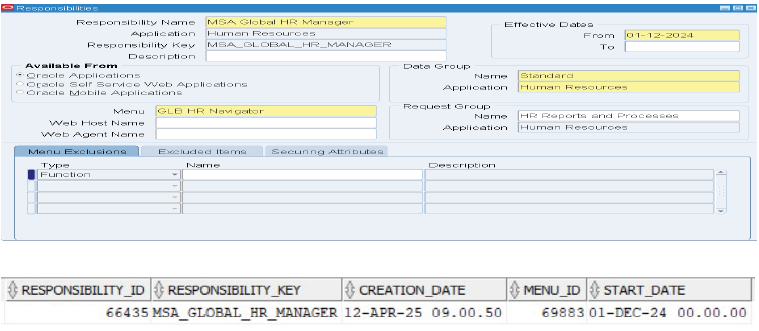 Responsibilities
Responsibility Name MSA Global HR Manager
Application Human Resources
Responsibility Key MSA_GLOBAL_HR_MANAGER
Description
Effective Dates
From 01-12-2024
To
Available From
Oracle Applications
Oracle Self Service Web Applications
Oracle Mobile Applications
Data Group
Name Standard
Application Human Resources
Menu GLB HR Navigator
Web Host Name
Web Agent Name
Request Group
Name HR Reports and Processes
Application Human Resources
Menu Exclusions Excluded Items Securing Attributes
Type Name Description
Function
RESPONSIBILITY_ID RESPONSIBILITY_KEY CREATION_DATE MENU_ID START_DATE
66435 MSA_GLOBAL_HR_MANAGER 12-APR-25 09.00.50 69883 01-DEC-24 00.00.00